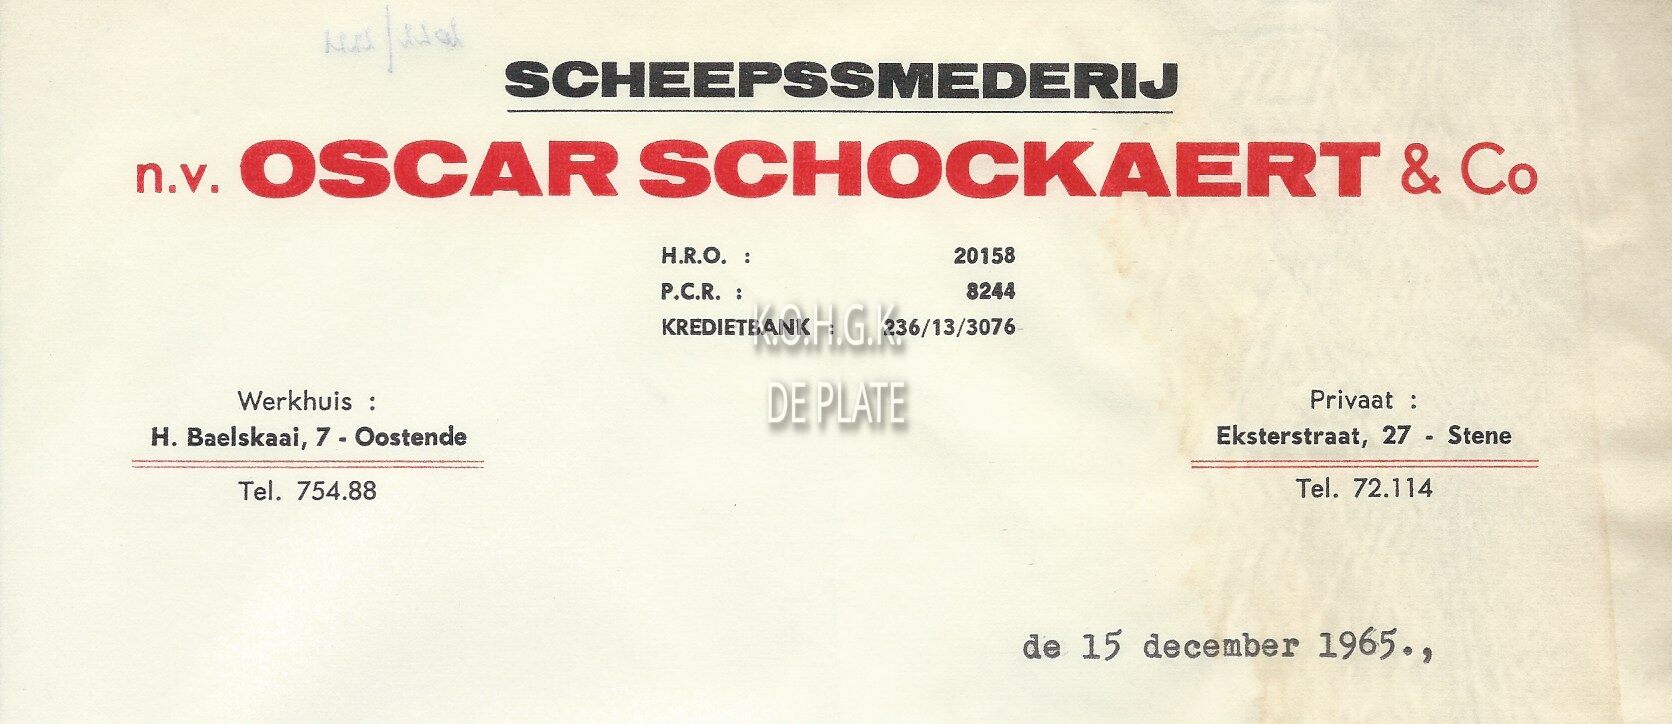 SCHEEPSSMEDERIJ
n.v. OSCAR SCHOCKAERT & Co
H.R.O. : 20158
P.C.R. : 8244
KREDIETBANK : 236/13/3076
K.O.H.G.K.
DE PLATE
Werkhuis :
H. Baelskaai, 7 - Oostende
Tel. 754.88
Privaat :
Eksterstraat, 27 - Stene
Tel. 72.114
de 15 december 1965.,